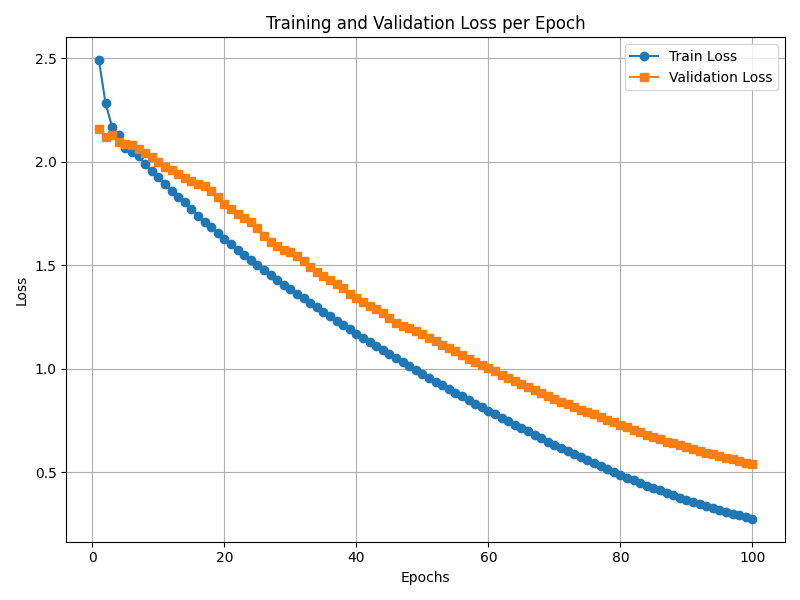 Training and Validation Loss per Epoch
Train Loss
Validation Loss
2.5
2.0
1.5
1.0
0.5
Loss
0 20 40 60 80 100
Epochs